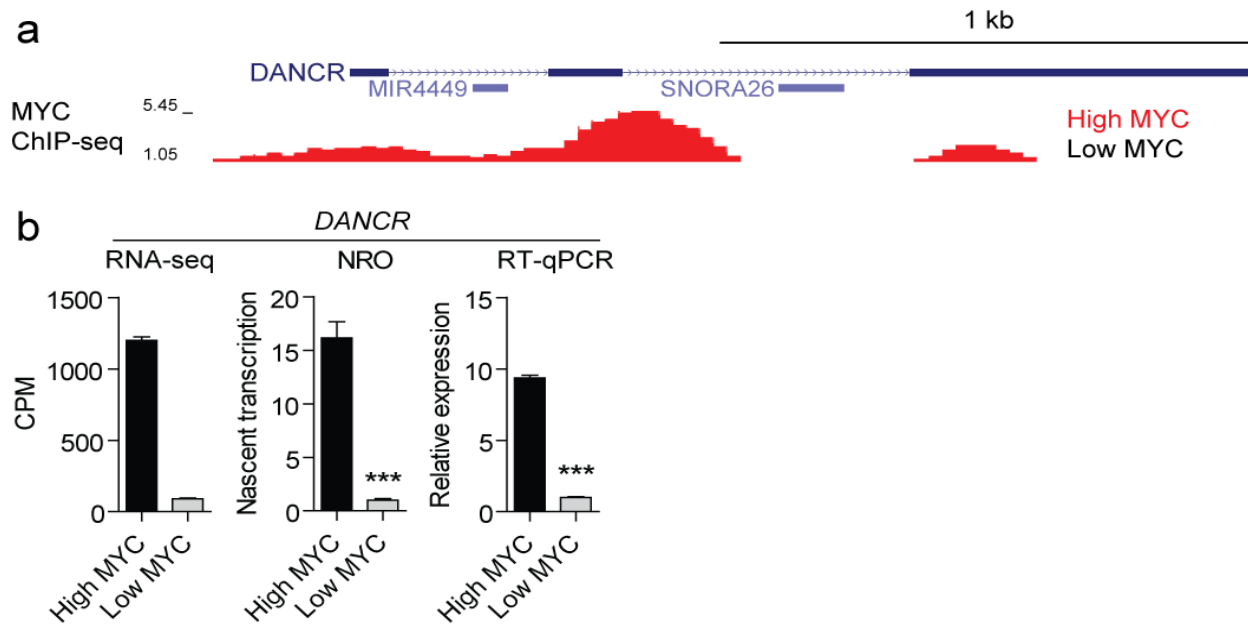 a
1 kb
DANCR
MIR4449
SNORA26
MYC
ChIP-seq
5.45
1.05
High MYC
Low MYC
b
DANCR
RNA-seq
NRO
RT-qPCR
CPM
1500
1000
500
0
High MYC
Low MYC
Nascent transcription
20
15
10
5
0
***
High MYC
Low MYC
Relative expression
15
10
5
0
***
High MYC
Low MYC